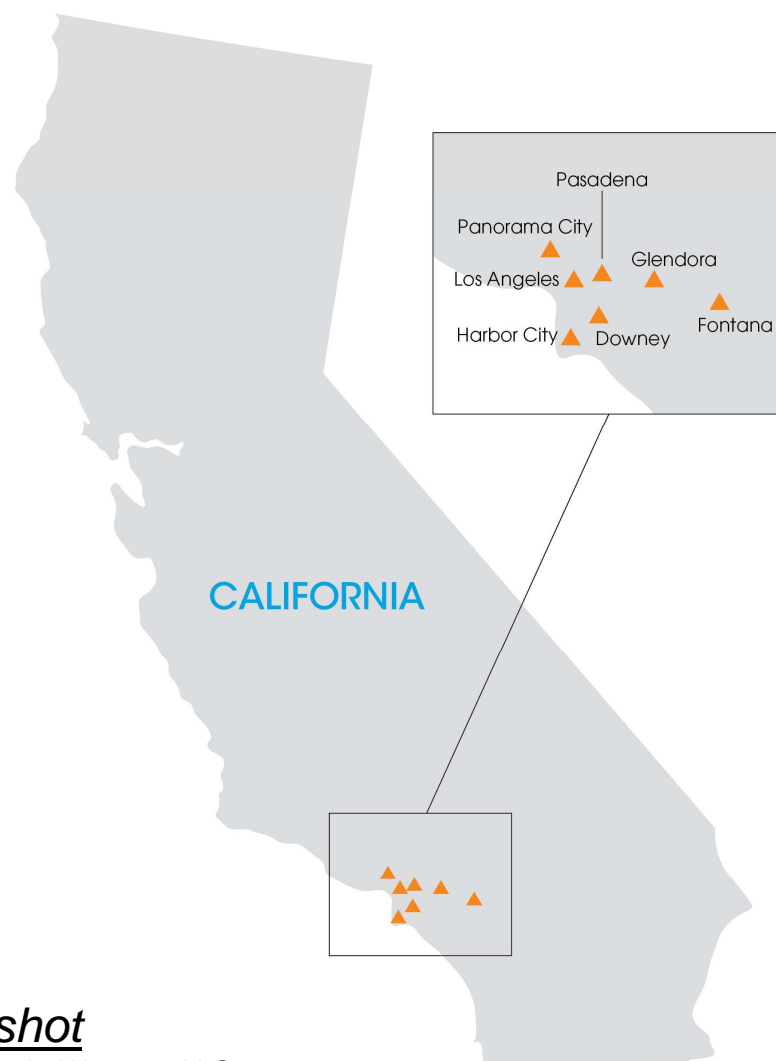 Pasadena
Panorama City
Glendora
Los Angeles
Fontana
Harbor City
Downey
CALIFORNIA
shot